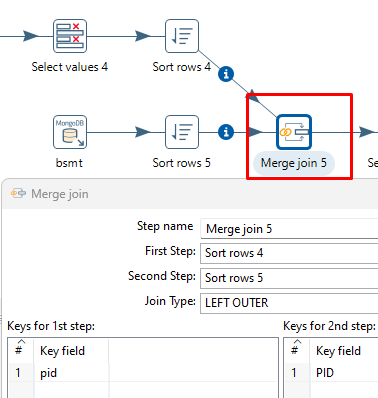 Select values 4
Sort rows 4
MongoDB
bsmt
Sort rows 5
Merge join 5
Se
Merge join
Step name Merge join 5
First Step: Sort rows 4
Second Step: Sort rows 5
Join Type: LEFT OUTER
Keys for 1st step: Keys for 2nd step:
# Key field # Key field
1 pid 1 PID